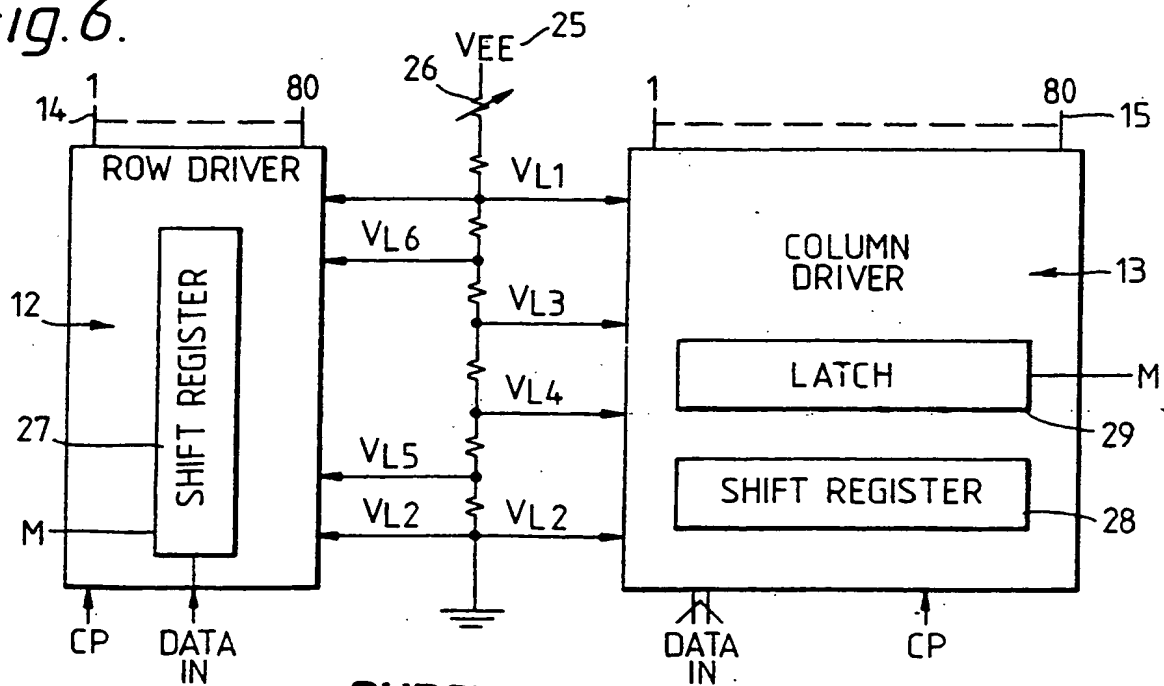 Fig. 6.
VEE
25
26
1
80
14
ROW DRIVER
12
SHIFT REGISTER
27
M
CP
DATA
IN
VL1
VL6
VL3
VL4
VL5
VL2
VL2
1
80
15
COLUMN
DRIVER
13
LATCH
M
29
SHIFT REGISTER
28
DATA
IN
CP